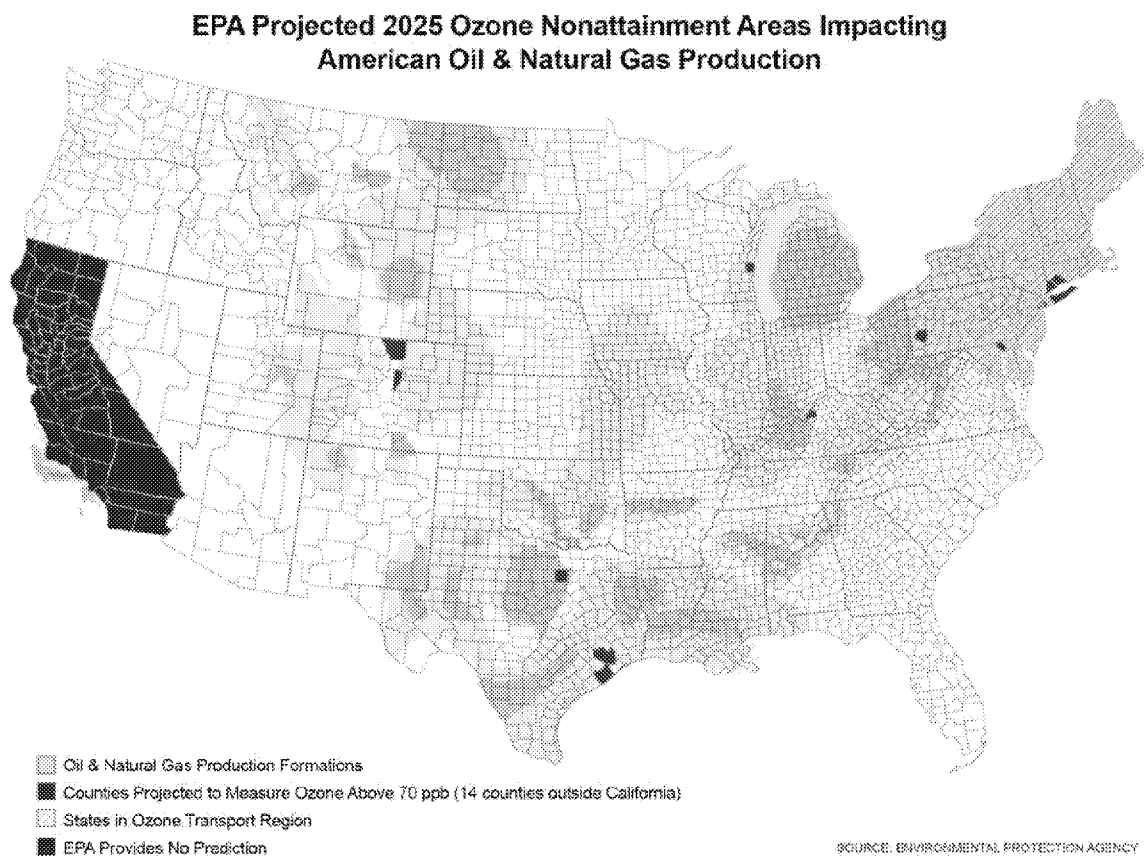 EPA Projected 2025 Ozone Nonattainment Areas Impacting
American Oil & Natural Gas Production
Oil & Natural Gas Production Formations
Counties Projected to Measure Ozone Above 70 ppb (14 counties outside California)
States in Ozone Transport Region
EPA Provides No Prediction
SOURCE: ENVIRONMENTAL PROTECTION AGENCY